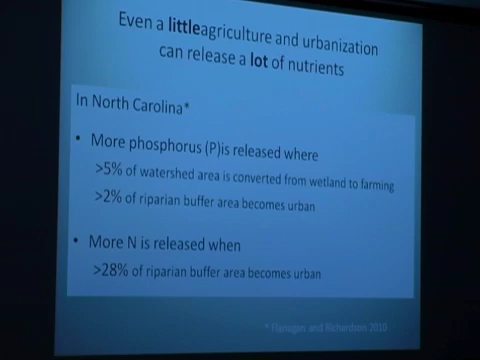 Even a littleagriculture and urbanization
can release a lot of nutrients
In North Carolina*
• More phosphorus (P)is released where
>5% of watershed area is converted from wetland to farming
>2% of riparian buffer area becomes urban
• More N is released when
>28% of riparian buffer area becomes urban
* Flanagan and Richardson 2010